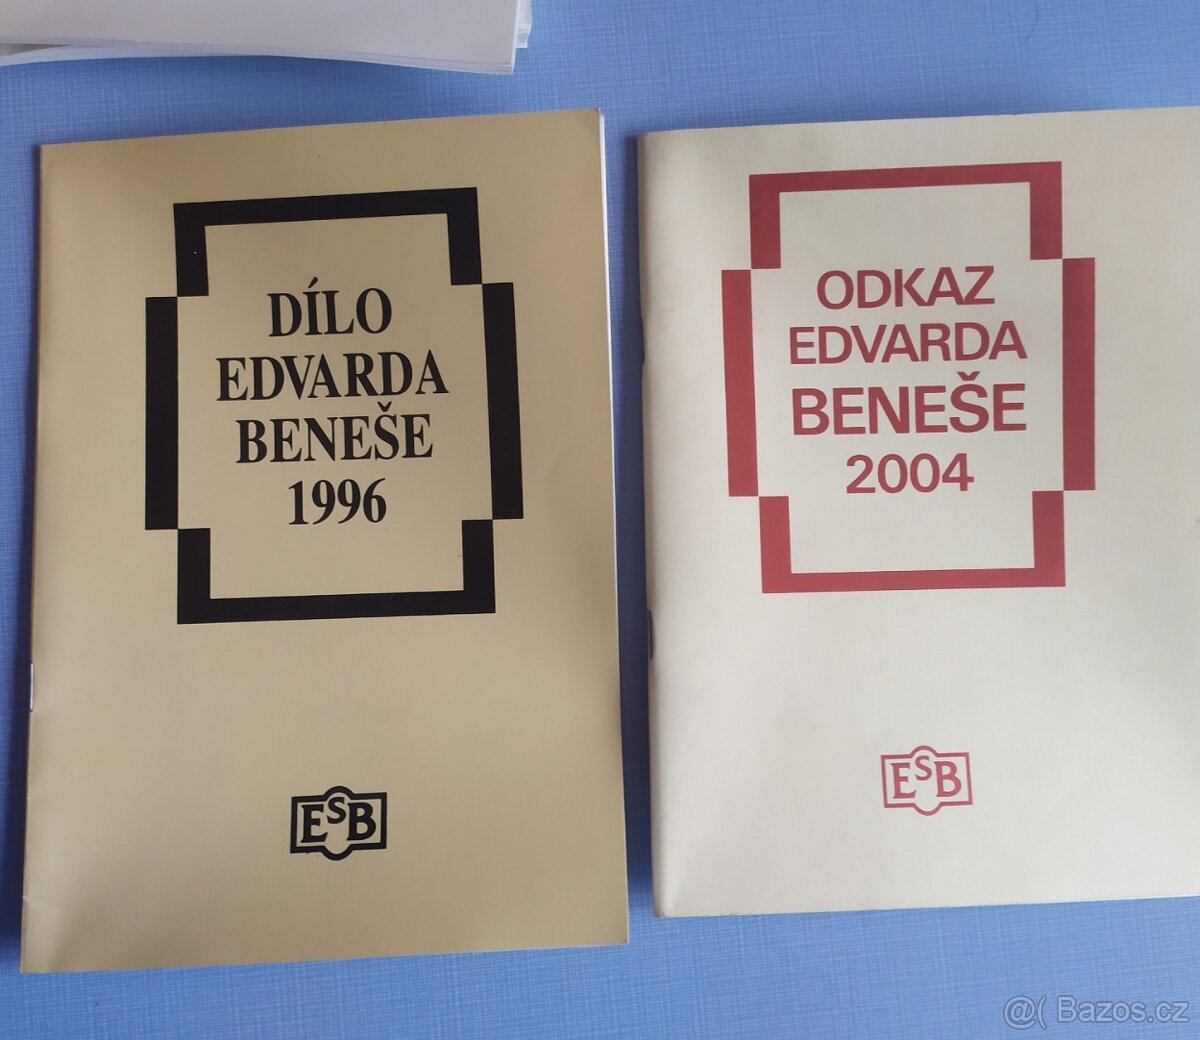 DÍLO
EDVARDA
BENEŠE
1996
ESB
ODKAZ
EDVARDA
BENEŠE
2004
ESB
@( Bazos.cz